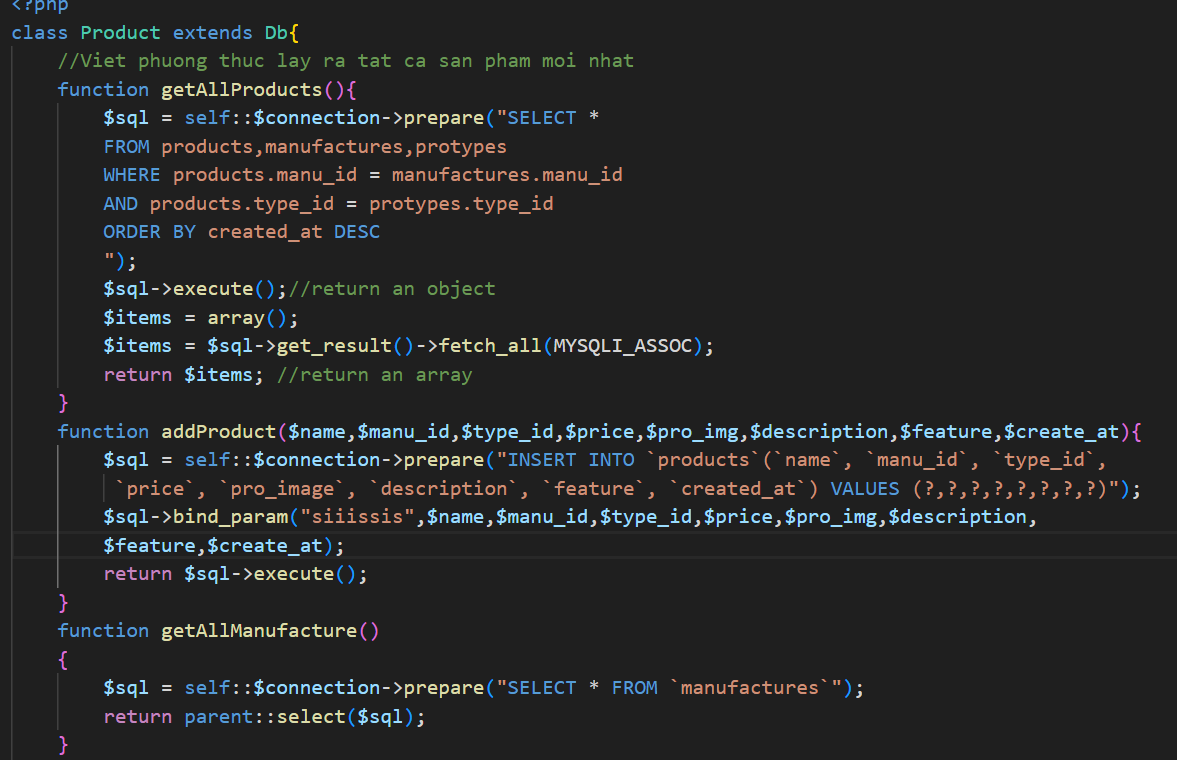 <?php
class Product extends Db{
//Viet phuong thuc lay ra tat ca san pham moi nhat
function getAllProducts(){
$sql = self::$connection->prepare("SELECT *
FROM products,manufactures,protypes
WHERE products.manu_id = manufactures.manu_id
AND products.type_id = protypes.type_id
ORDER BY created_at DESC
");
$sql->execute();//return an object
$items = array();
$items = $sql->get_result()->fetch_all(MYSQLI_ASSOC);
return $items; //return an array
}
function addProduct($name,$manu_id,$type_id,$price,$pro_img,$description,$feature,$create_at){
$sql = self::$connection->prepare("INSERT INTO `products`(`name`, `manu_id`, `type_id`,
`price`, `pro_image`, `description`, `feature`, `created_at`) VALUES (?,?,?,?,?,?,?,?)");
$sql->bind_param("siiissis",$name,$manu_id,$type_id,$price,$pro_img,$description,
$feature,$create_at);
return $sql->execute();
}
function getAllManufacture()
{
$sql = self::$connection->prepare("SELECT * FROM `manufactures`");
return parent::select($sql);
}